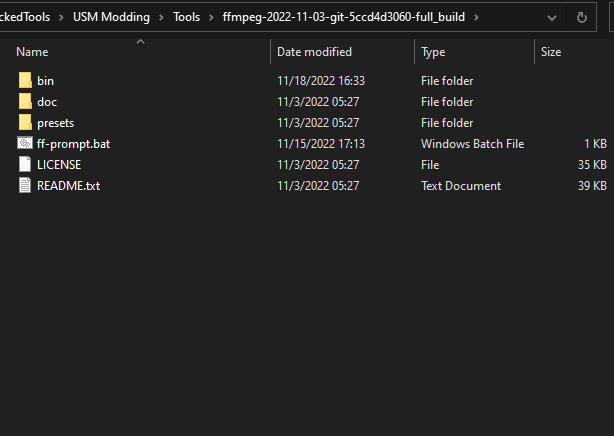 ckedTools > USM Modding > Tools > ffmpeg-2022-11-03-git-5ccd4d3060-full_build >
Name Date modified Type Size
bin 11/18/2022 16:33 File folder
doc 11/3/2022 05:27 File folder
presets 11/3/2022 05:27 File folder
ff-prompt.bat 11/15/2022 17:13 Windows Batch File 1 KB
LICENSE 11/3/2022 05:27 File 35 KB
README.txt 11/3/2022 05:27 Text Document 39 KB